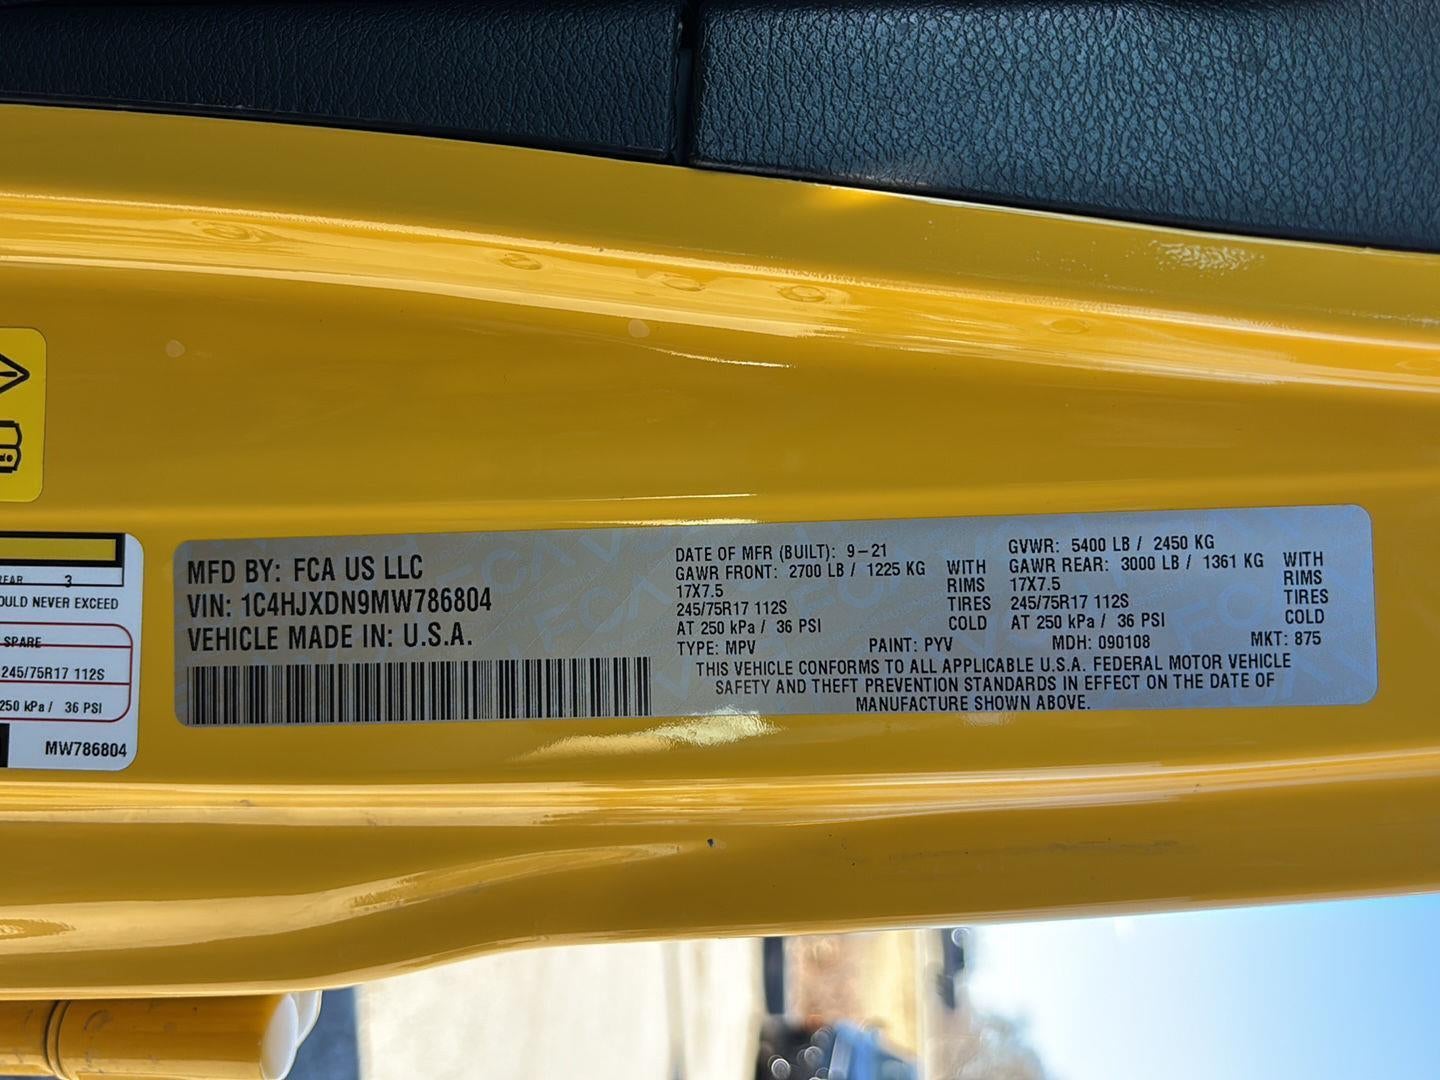 REAR 3
OULD NEVER EXCEED
SPARE
245/75R17 112S
250 kPa / 36 PSI
MW786804
MFD BY: FCA US LLC
VIN: 1C4HJXDN9MW786804
VEHICLE MADE IN: U.S.A.
DATE OF MFR (BUILT): 9-21
GAWR FRONT: 2700 LB / 1225 KG WITH
17X7.5 RIMS
245/75R17 112S TIRES
AT 250 kPa / 36 PSI COLD
GVWR: 5400 LB / 2450 KG
GAWR REAR: 3000 LB / 1361 KG WITH
17X7.5 RIMS
245/75R17 112S TIRES
AT 250 kPa / 36 PSI COLD
TYPE: MPV PAINT: PYV MDH: 090108 MKT: 875
THIS VEHICLE CONFORMS TO ALL APPLICABLE U.S.A. FEDERAL MOTOR VEHICLE
SAFETY AND THEFT PREVENTION STANDARDS IN EFFECT ON THE DATE OF
MANUFACTURE SHOWN ABOVE.